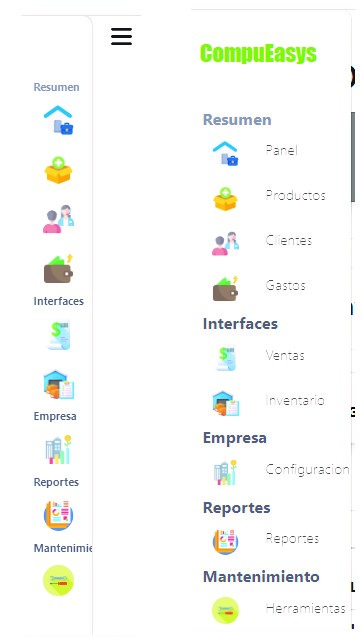 Resumen
Interfaces
Empresa
Reportes
Mantenimie
CompuEasys
Resumen
Panel
Productos
Clientes
Gastos
Interfaces
Ventas
Inventario
Empresa
Configuracion
Reportes
Reportes
Mantenimiento
Herramientas